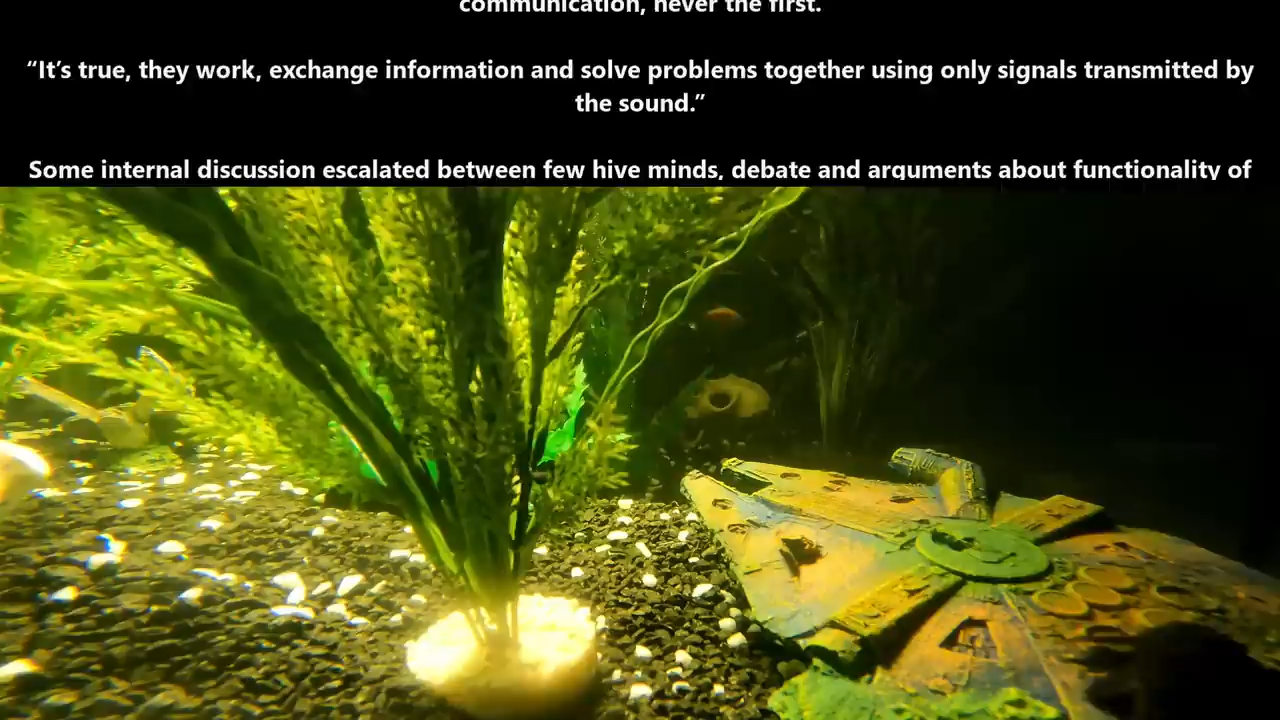 communication, never the first.
“It’s true, they work, exchange information and solve problems together using only signals transmitted by
the sound.”
Some internal discussion escalated between few hive minds, debate and arguments about functionality of